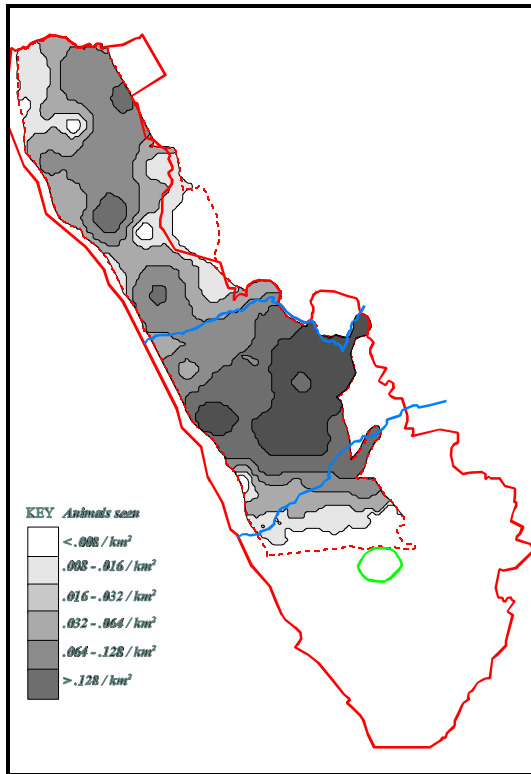 KEY Animals seen
<.008 / km²
.008 - .016 / km²
.016 - .032 / km²
.032 - .064 / km²
.064 - .128 / km²
>.128 / km²